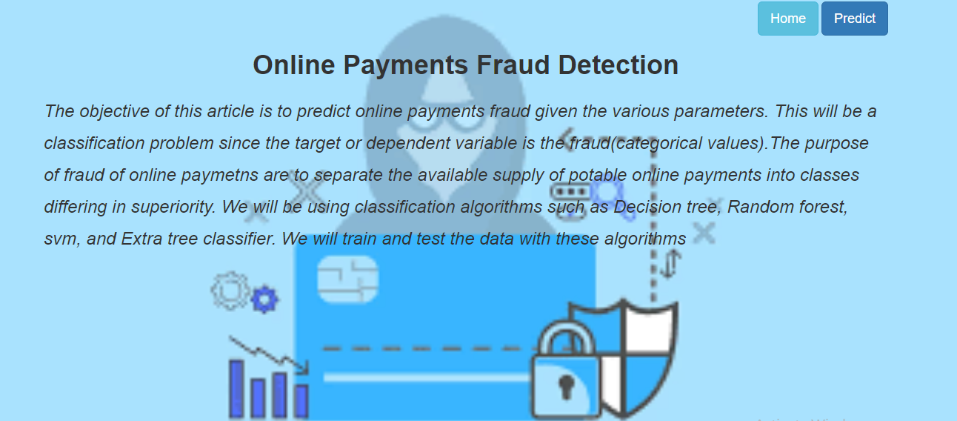 Home Predict
Online Payments Fraud Detection
The objective of this article is to predict online payments fraud given the various parameters. This will be a
classification problem since the target or dependent variable is the fraud(categorical values).The purpose
of fraud of online paymetns are to separate the available supply of potable online payments into classes
differing in superiority. We will be using classification algorithms such as Decision tree, Random forest,
svm, and Extra tree classifier. We will train and test the data with these algorithms